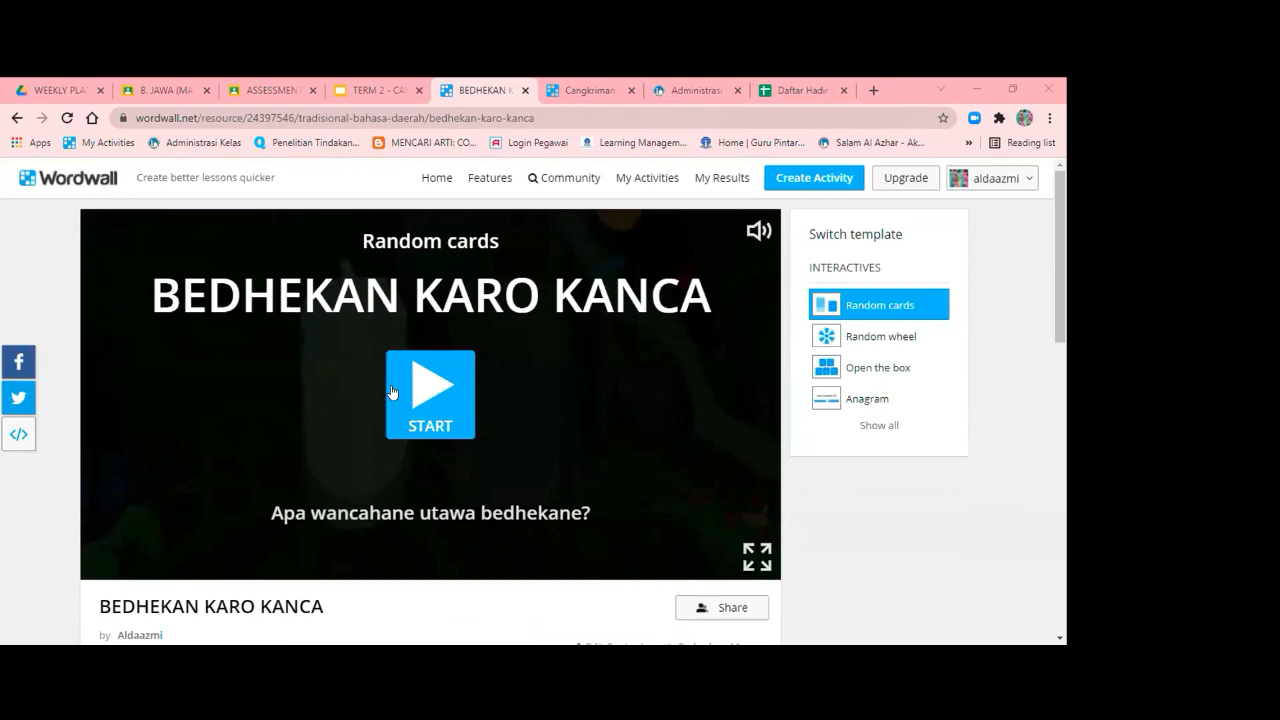 WEEKLY PLA
B. JAWA (MA
ASSESSMENT
TERM 2 - CA
BEDHEKAN K
Cangkriman
Administrasi
Daftar Hadir
wordwall.net/resource/24397546/tradisional-bahasa-daerah/bedhekan-karo-kanca
Apps
My Activities
Administrasi Kelas
Penelitian Tindakan...
MENCARI ARTI: CO...
Login Pegawai
Learning Managem...
Home | Guru Pintar...
Salam Al Azhar - Ak...
»
Reading list
Wordwall
Create better lessons quicker
Home
Features
Community
My Activities
My Results
Create Activity
Upgrade
aldaazmi
Random cards
BEDHEKAN KARO KANCA
START
Apa wancahane utawa bedhekane?
Switch template
INTERACTIVES
Random cards
Random wheel
Open the box
Anagram
Show all
BEDHEKAN KARO KANCA
Share
by Aldaazmi